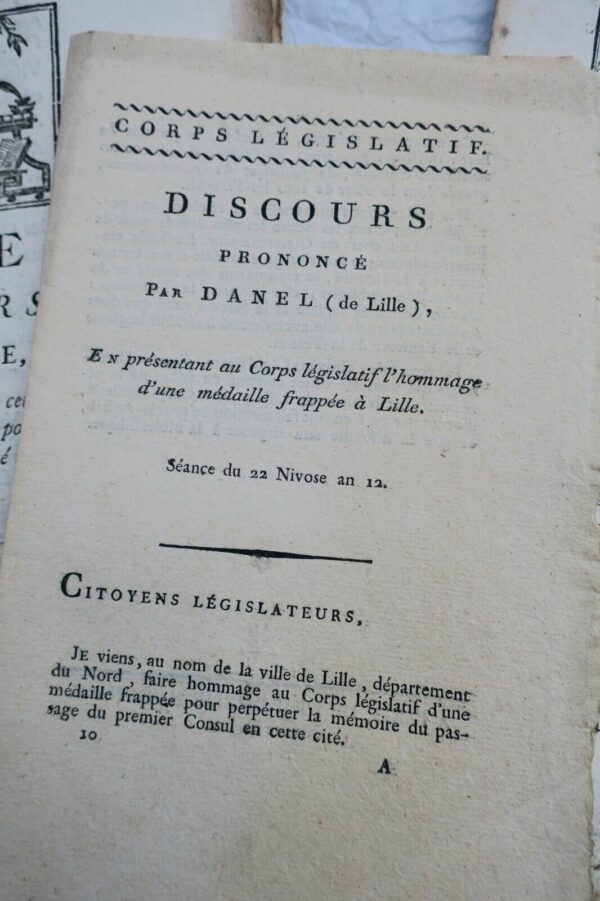 CORPS LÉGISLATIF.
DISCOURS
PRONONCÉ
PAR DANEL (de Lille),
EN présentant au Corps législatif l'hommage
d'une médaille frappée à Lille.
Séance du 22 Nivose an 12.
CITOYENS LÉGISLATEURS,
JE viens, au nom de la ville de Lille, département
du Nord, faire hommage au Corps législatif d'une
médaille frappée pour perpétuer la mémoire du pas-
sage du premier Consul en cette cité.
10
A